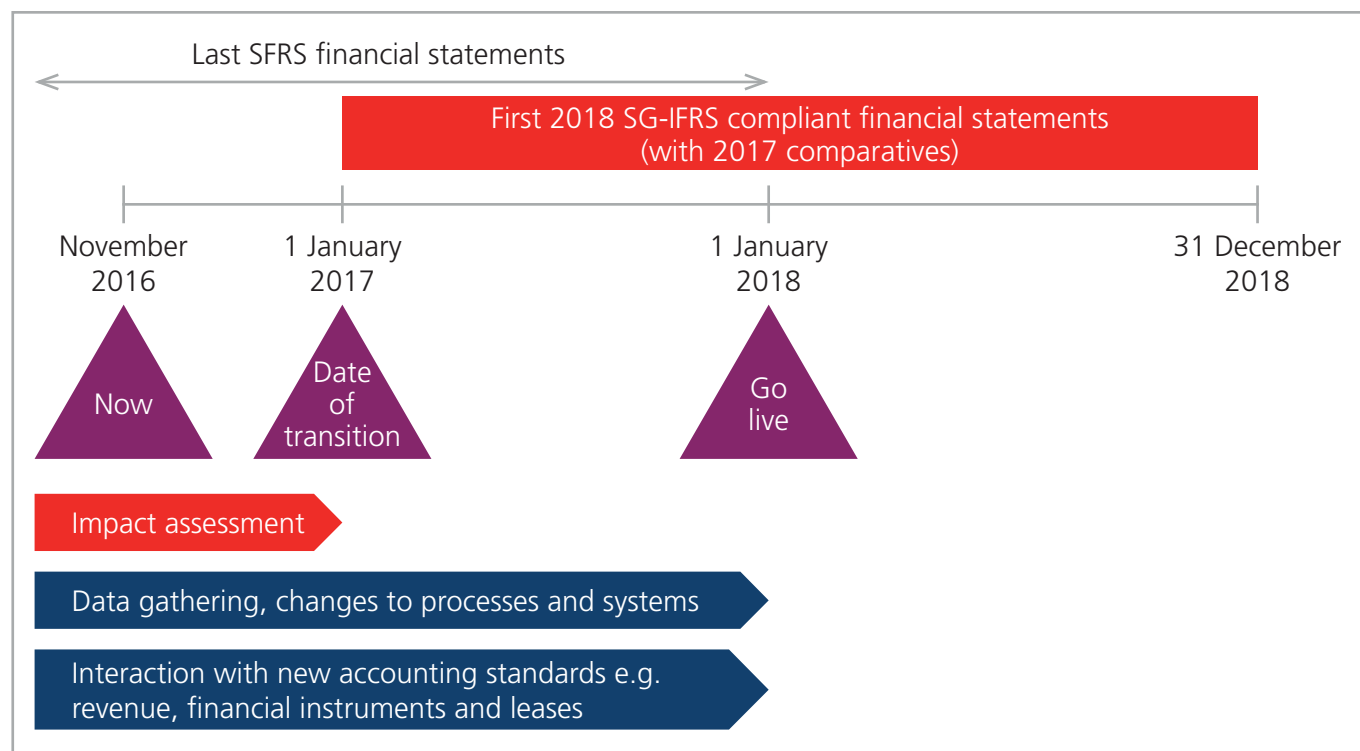 Last SFRS financial statements
First 2018 SG-IFRS compliant financial statements
(with 2017 comparatives)
November
2016
1 January
2017
1 January
2018
31 December
2018
Now
Date
of
transition
Go
live
Impact assessment
Data gathering, changes to processes and systems
Interaction with new accounting standards e.g.
revenue, financial instruments and leases